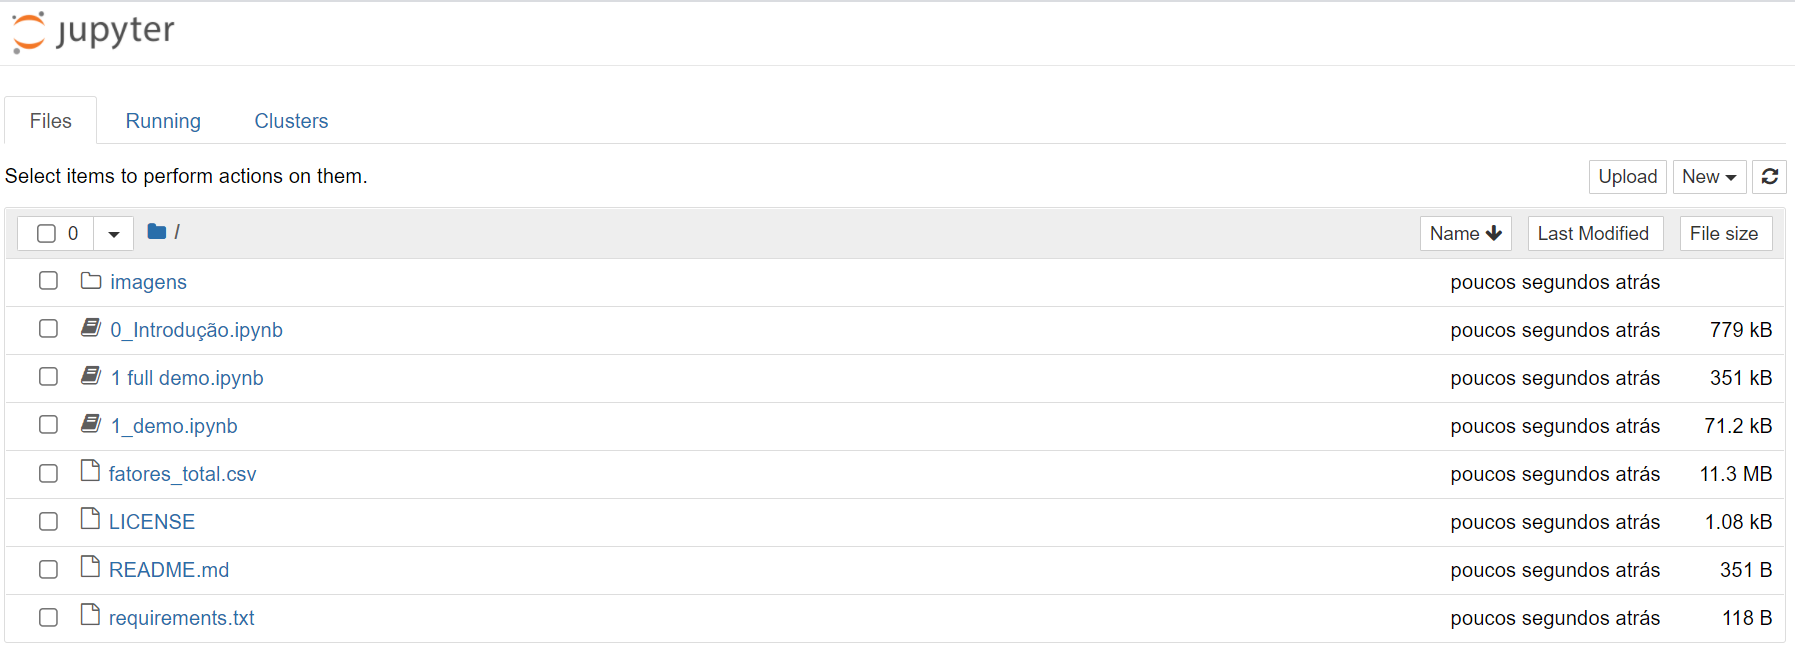 jupyter
Files Running Clusters
Select items to perform actions on them. Upload New
0 / Name Last Modified File size
imagens poucos segundos atrás
0_Introdução.ipynb poucos segundos atrás 779 kB
1 full demo.ipynb poucos segundos atrás 351 kB
1_demo.ipynb poucos segundos atrás 71.2 kB
fatores_total.csv poucos segundos atrás 11.3 MB
LICENSE poucos segundos atrás 1.08 kB
README.md poucos segundos atrás 351 B
requirements.txt poucos segundos atrás 118 B